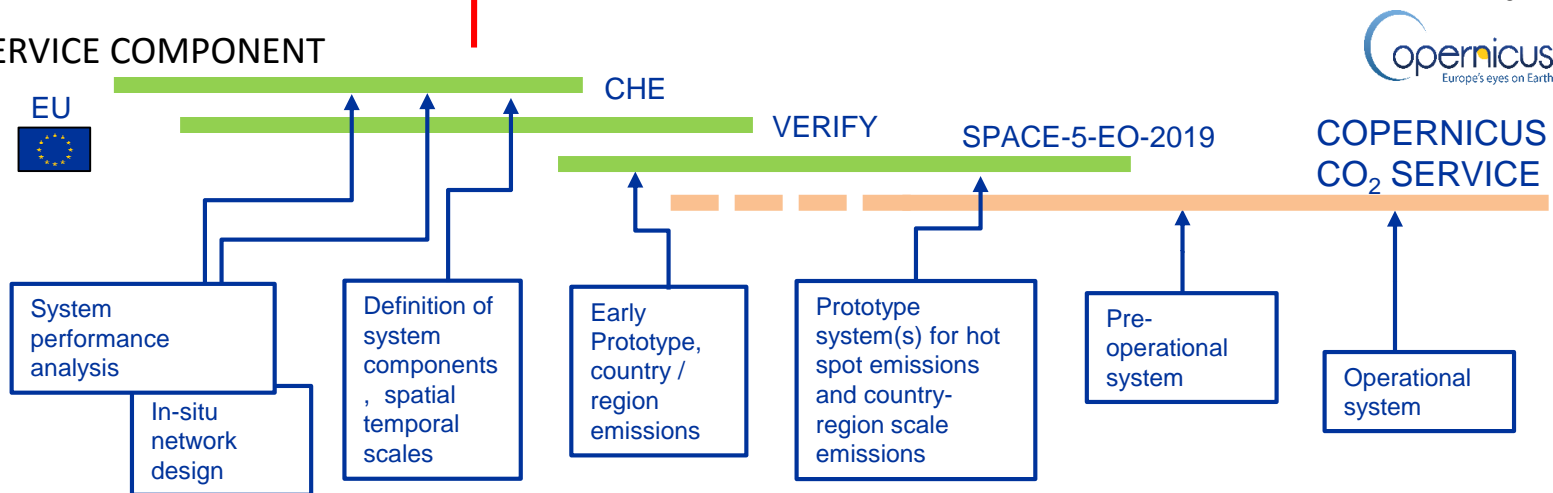 ERVICE COMPONENT
opernicus
Europe's eyes on Earth
EU
CHE
VERIFY
SPACE-5-EO-2019
COPERNICUS
CO₂ SERVICE
System
performance
analysis
In-situ
network
design
Definition of
system
components
, spatial
temporal
scales
Early
Prototype,
country /
region
emissions
Prototype
system(s) for hot
spot emissions
and country-
region scale
emissions
Pre-
operational
system
Operational
system